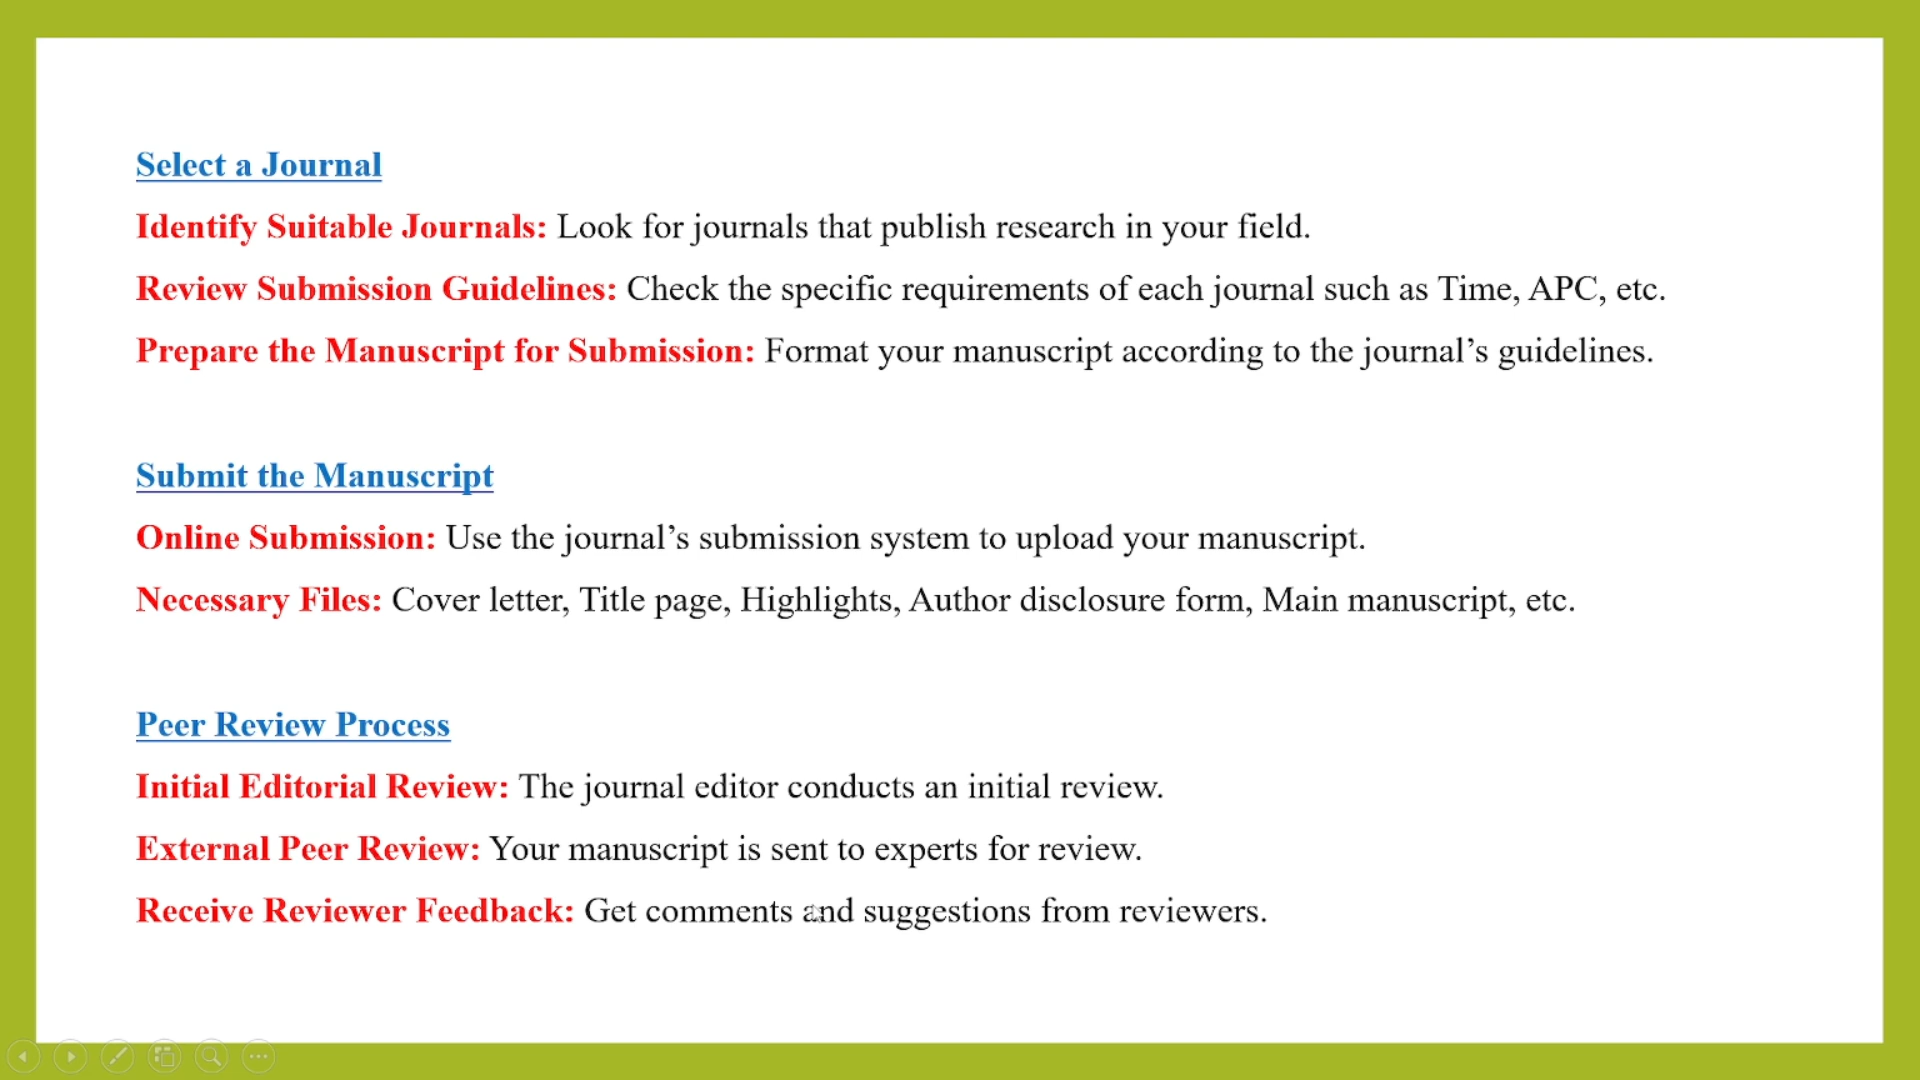 Select a Journal
Identify Suitable Journals: Look for journals that publish research in your field.
Review Submission Guidelines: Check the specific requirements of each journal such as Time, APC, etc.
Prepare the Manuscript for Submission: Format your manuscript according to the journal’s guidelines.
Submit the Manuscript
Online Submission: Use the journal’s submission system to upload your manuscript.
Necessary Files: Cover letter, Title page, Highlights, Author disclosure form, Main manuscript, etc.
Peer Review Process
Initial Editorial Review: The journal editor conducts an initial review.
External Peer Review: Your manuscript is sent to experts for review.
Receive Reviewer Feedback: Get comments and suggestions from reviewers.